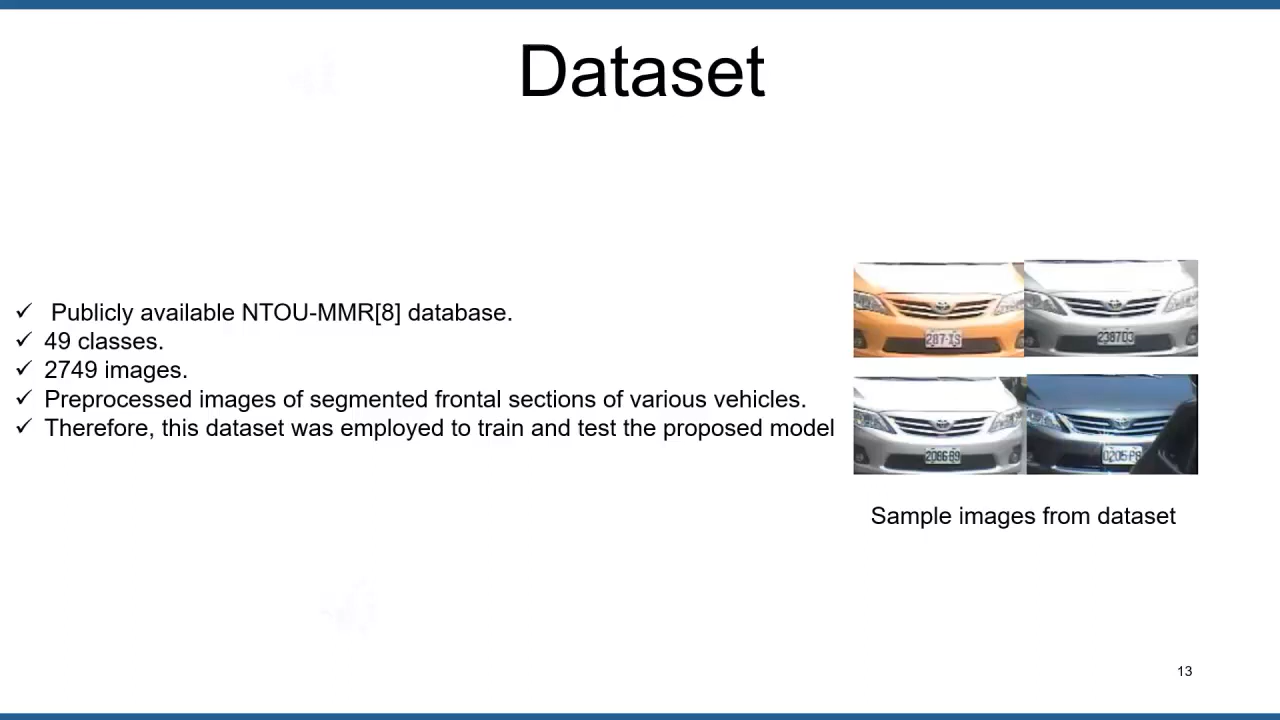 Dataset
✓ Publicly available NTOU-MMR[8] database.
✓ 49 classes.
✓ 2749 images.
✓ Preprocessed images of segmented frontal sections of various vehicles.
✓ Therefore, this dataset was employed to train and test the proposed model
Sample images from dataset
13